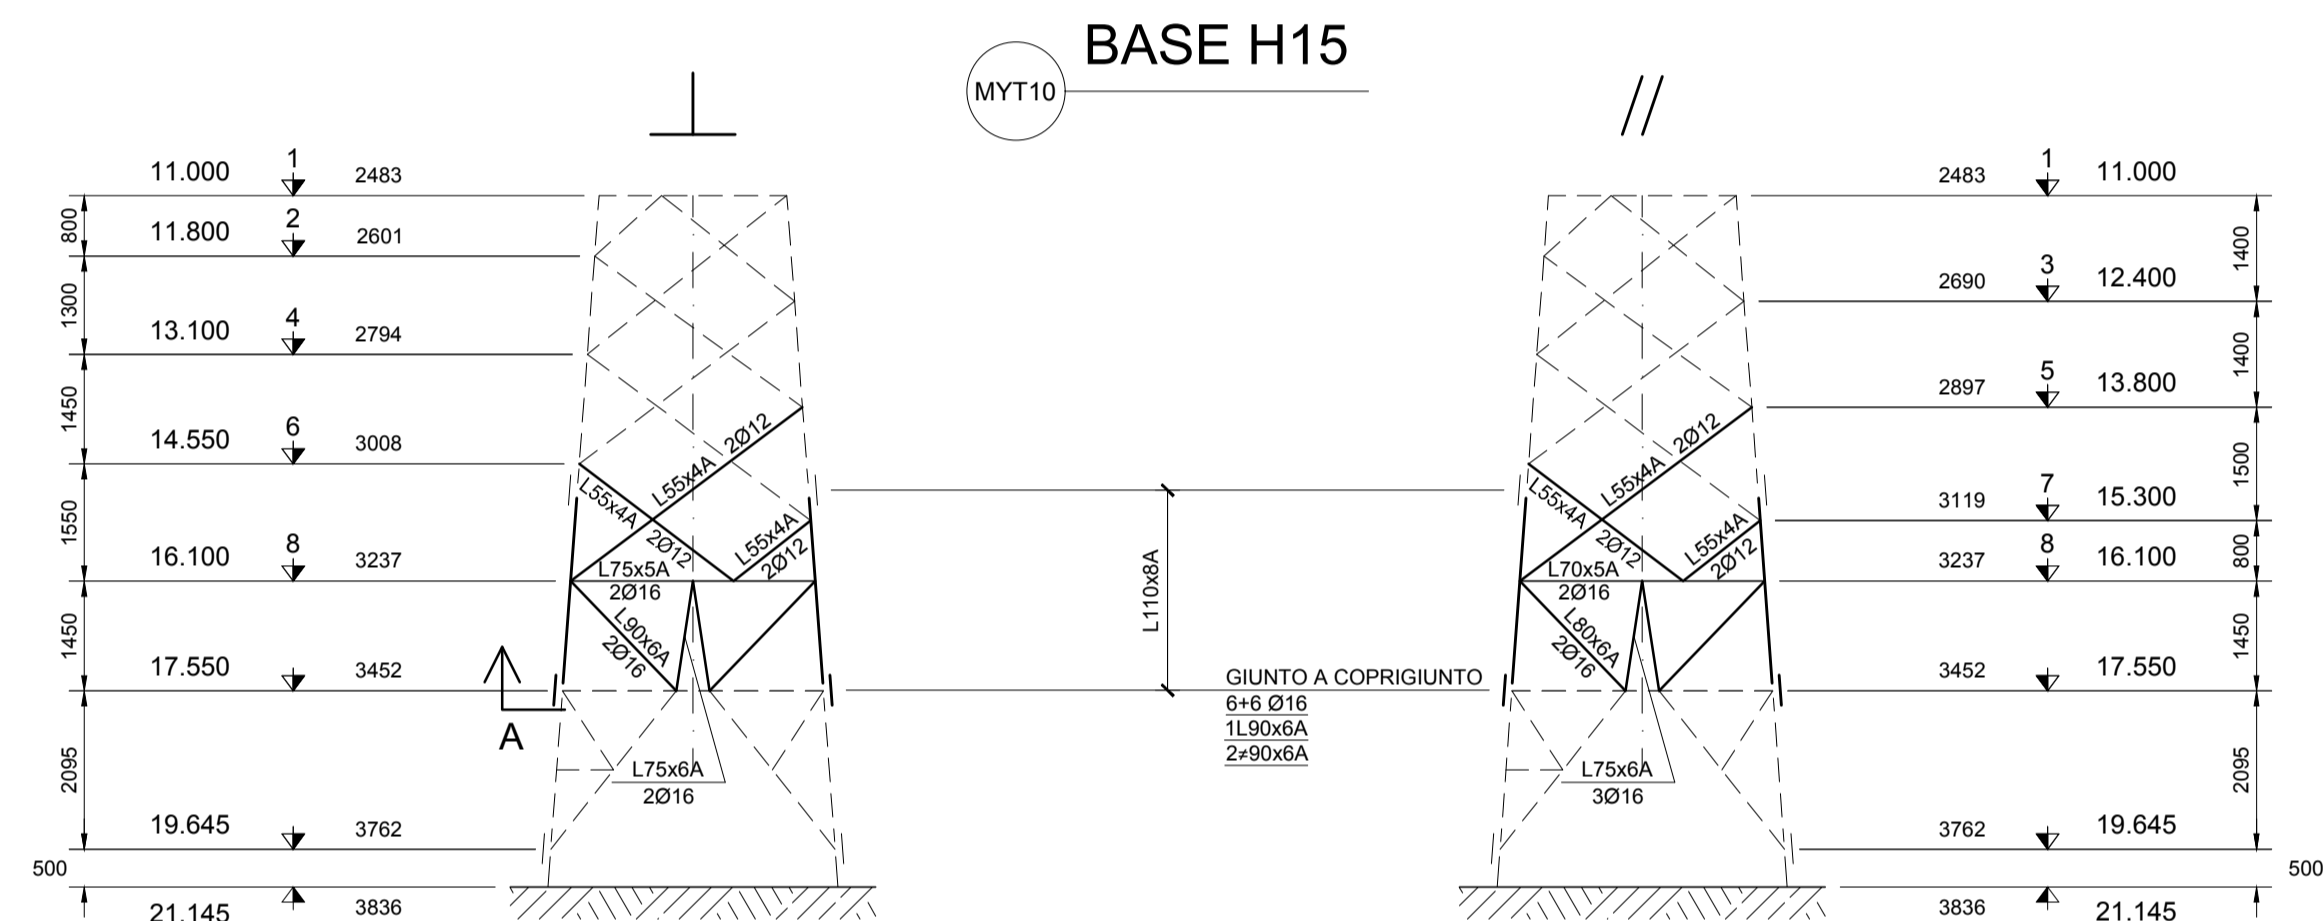 BASE H15
MYT10
11.000 1 2483
800
11.800 2 2601
1300
13.100 4 2794
1450
14.550 6 3008
1550
16.100 8 3237
1450
17.550 3452
2095
19.645 3762
500
21.145 3836
A
L55x4A 2Ø12
L55x4A 2Ø12
L55x4A
2Ø12
L75x5A
2Ø16
L90x6A
2Ø16
L75x6A
2Ø16
L110x8A
GIUNTO A COPRIGIUNTO
6+6 Ø16
1L90x6A
2≠90x6A
L55x4A 2Ø12
L55x4A 2Ø12
L55x4A
2Ø12
L70x5A
2Ø16
L80x6A
2Ø16
L75x6A
3Ø16
2483 1 11.000
1400
2690 3 12.400
1400
2897 5 13.800
1500
3119 7 15.300
800
3237 8 16.100
1450
3452 17.550
2095
3762 19.645
500
3836 21.145